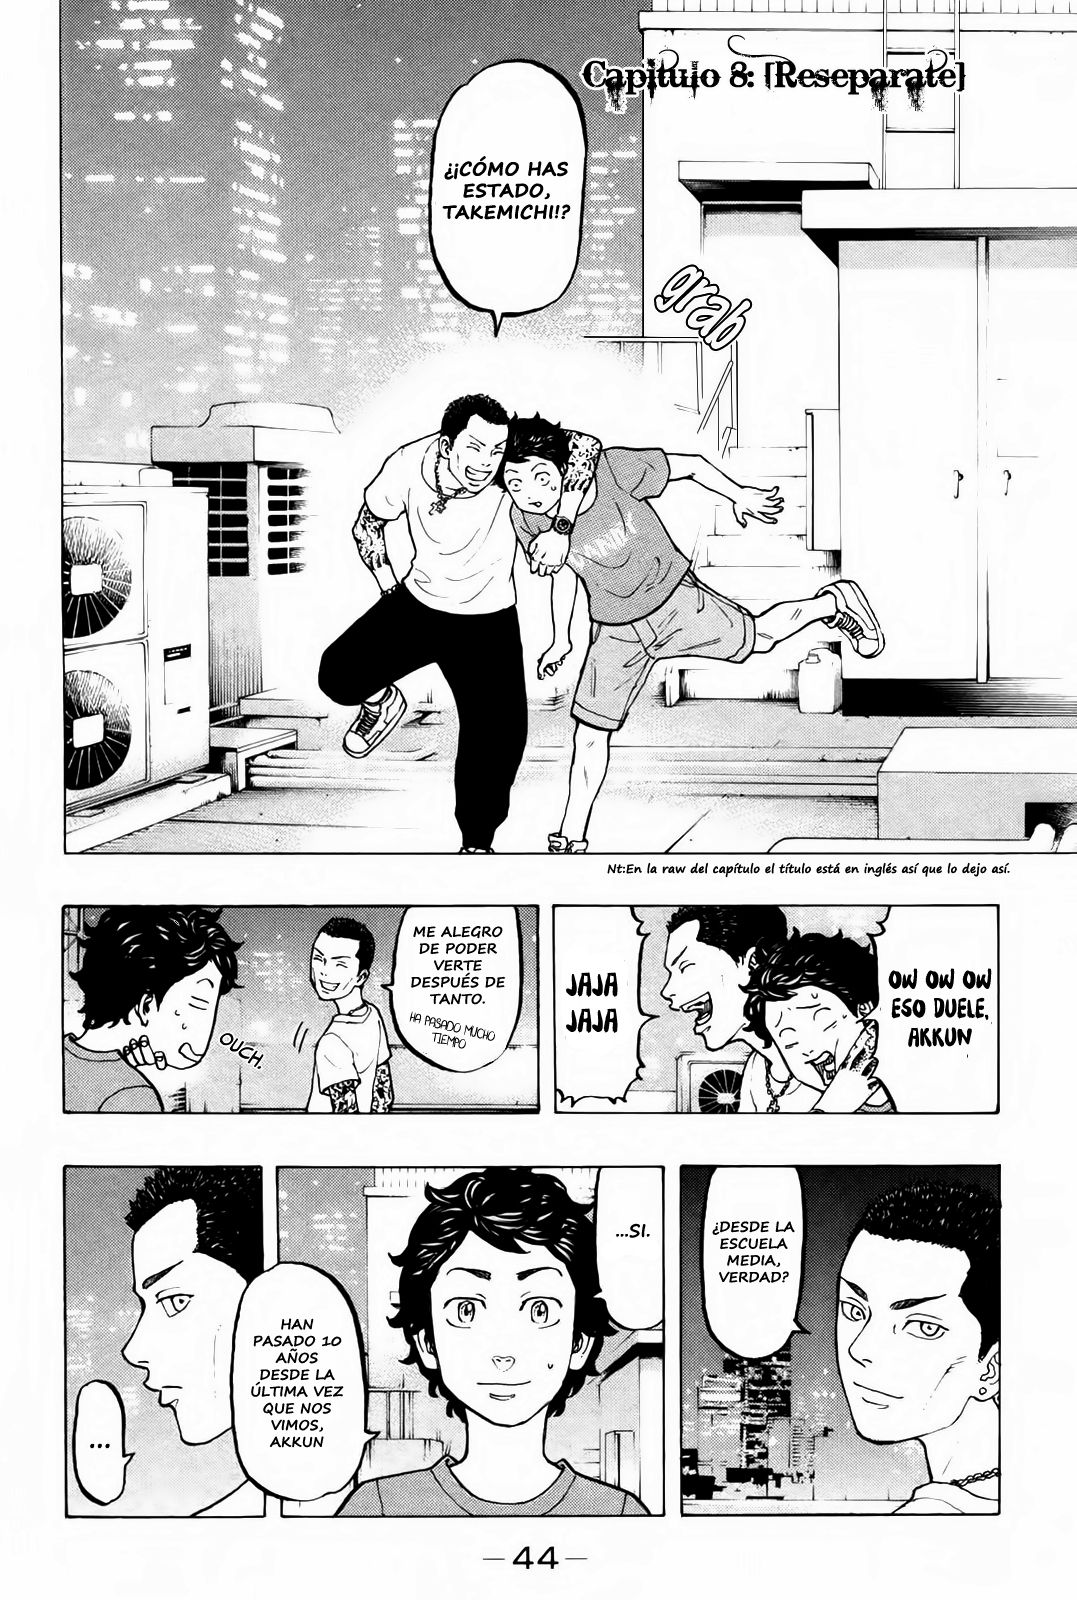 Capitulo 8: [Reseparate]
¿¡¡CÓMO HAS
ESTADO,
TAKEMICHI!!?
grab
Nt:En la raw del capítulo el título está en inglés así que lo dejo así.
OW OW OW
ESO DUELE,
AKKUN
JAJA
JAJA
ME ALEGRO
DE PODER
VERTE
DESPUÉS DE
TANTO.
HA PASADO MUCHO
TIEMPO
OUCH.
¿DESDE LA
ESCUELA
MEDIA,
VERDAD?
...SI.
HAN
PASADO 10
AÑOS
DESDE LA
ÚLTIMA VEZ
QUE NOS
VIMOS,
AKKUN
...
—44—